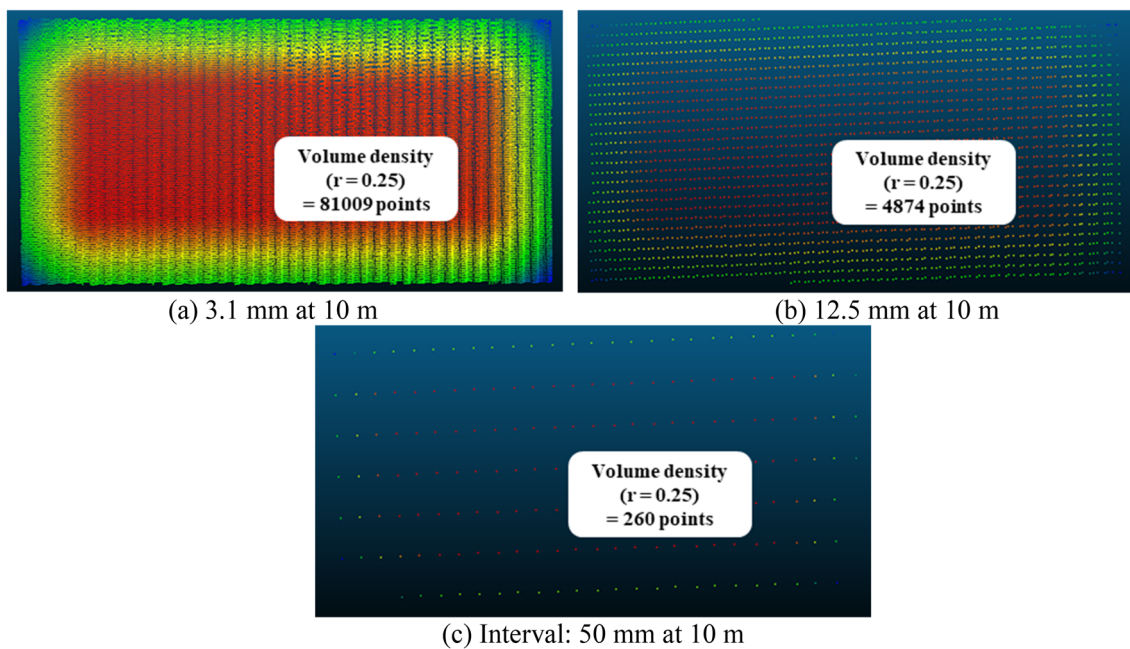 Volume density
(r = 0.25)
= 81009 points
Volume density
(r = 0.25)
= 4874 points
(a) 3.1 mm at 10 m
(b) 12.5 mm at 10 m
Volume density
(r = 0.25)
= 260 points
(c) Interval: 50 mm at 10 m